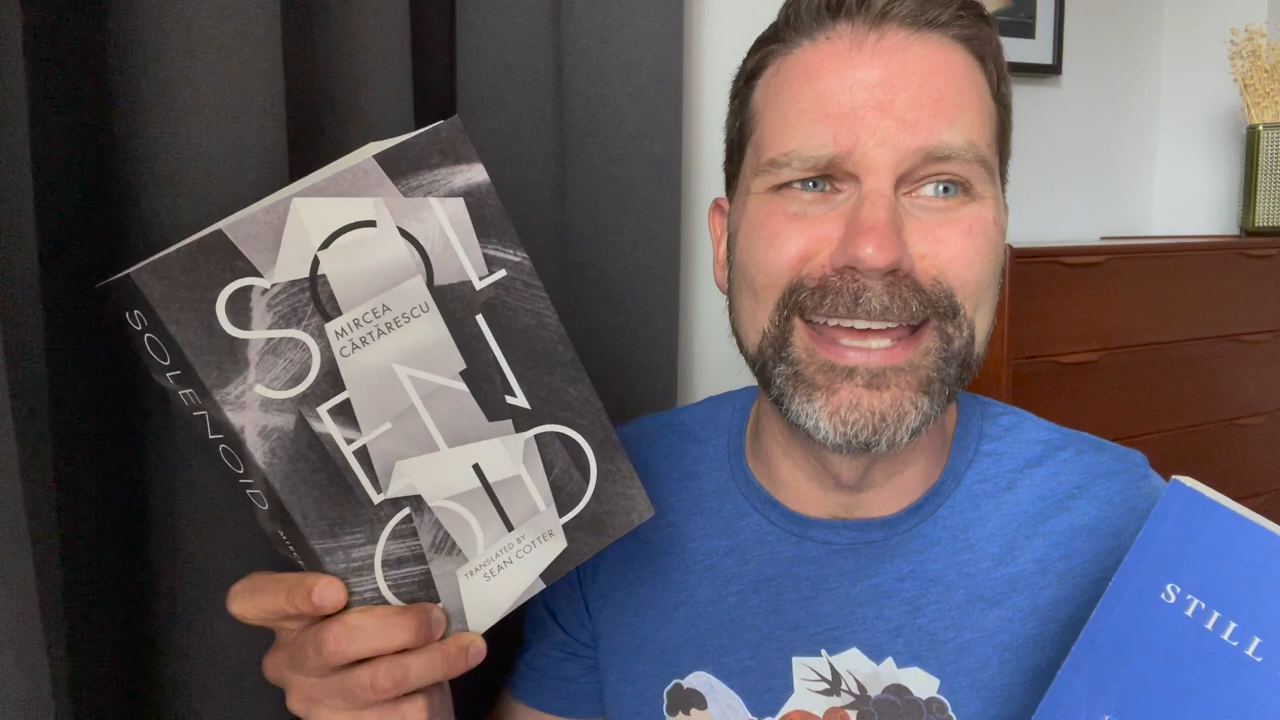 SOLENOID
MIRCEA
CĂRTĂRESCU
TRANSLATED BY
SEAN COTTER
SOLENOID
STILL